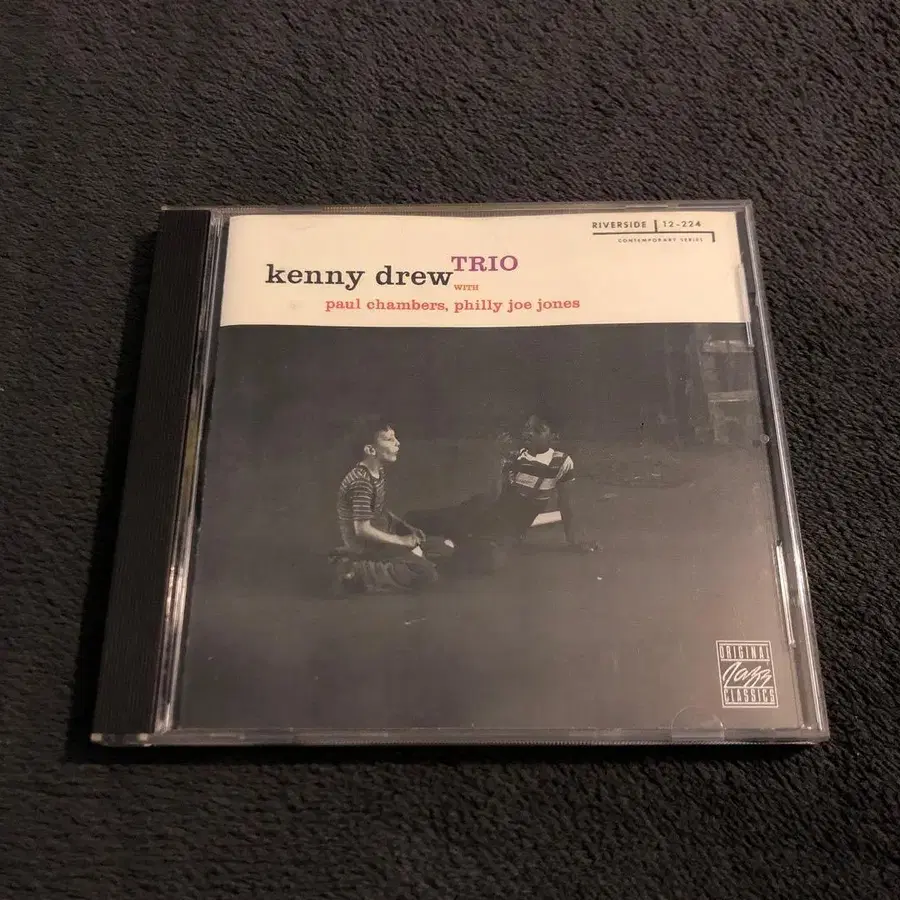 RIVERSIDE 12-224
CONTEMPORARY SERIES
kenny drew TRIO
WITH
paul chambers, philly joe jones
ORIGINAL
Jazz
CLASSICS